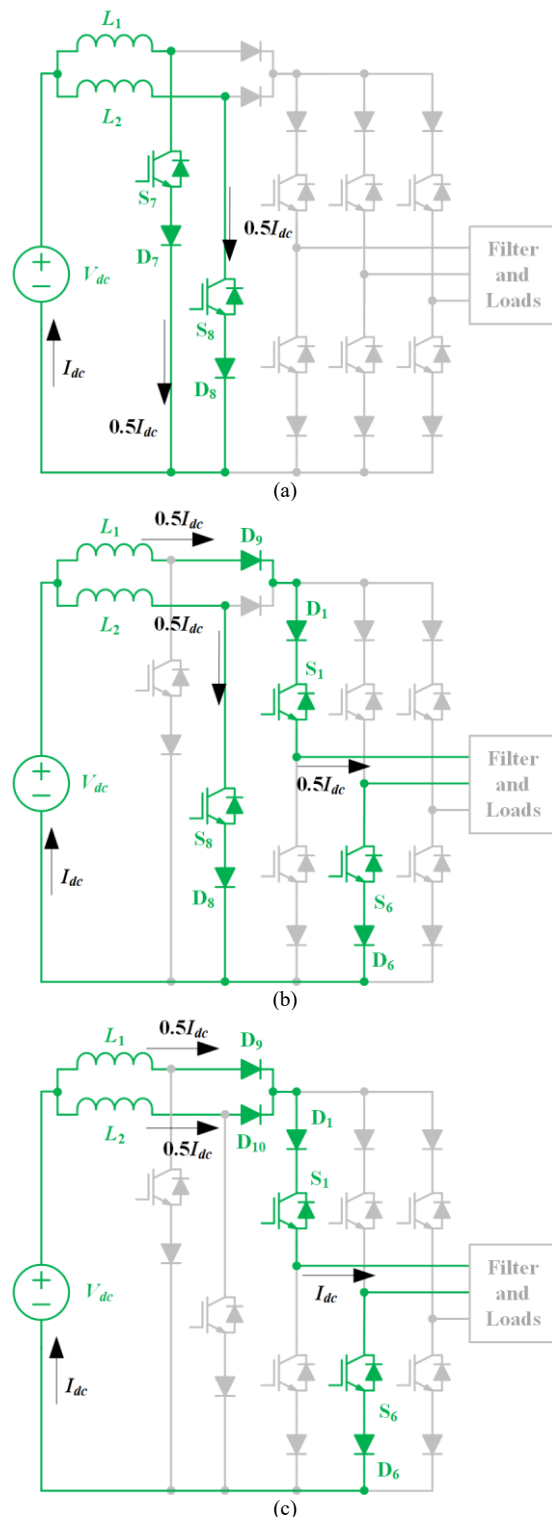 L1
L2
S7
0.5Idc
Filter
and
Loads
D7
Vdc
S8
Idc
D8
0.5Idc
(a)
0.5Idc
L1
D9
L2
D1
0.5Idc
S1
Filter
and
Loads
Vdc
0.5Idc
S8
Idc
D8
S6
D6
(b)
0.5Idc
D9
L1
L2
D10
D1
0.5Idc
S1
Filter
and
Loads
Vdc
Idc
Idc
S6
D6
(c)